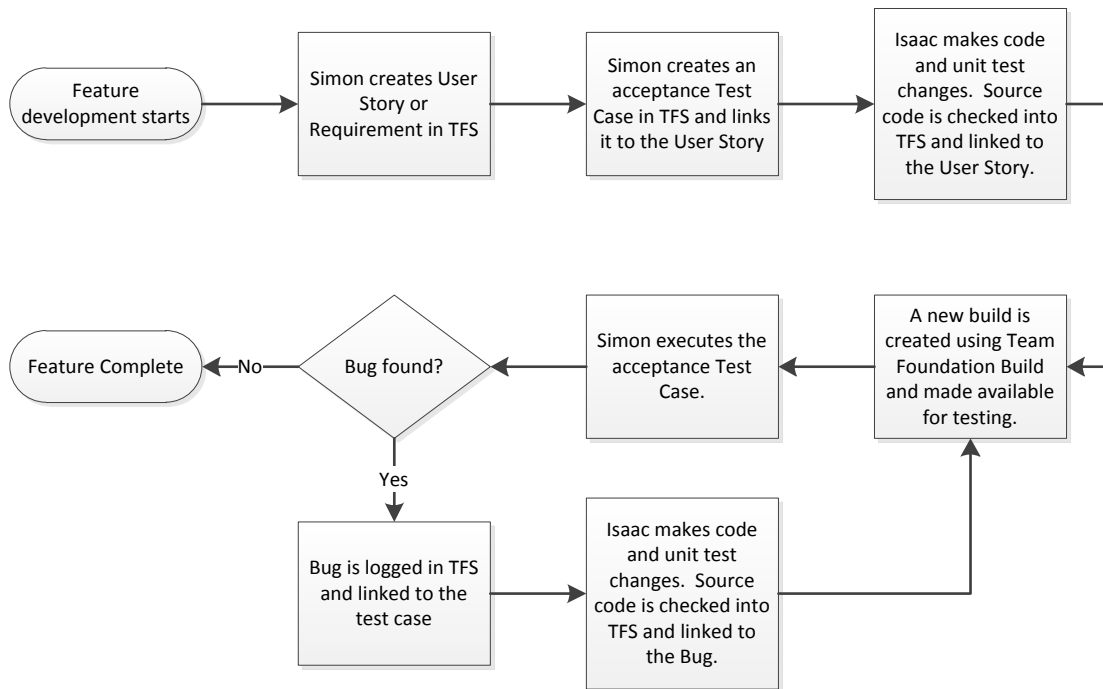 Feature
development starts
Simon creates User
Story or
Requirement in TFS
Simon creates an
acceptance Test
Case in TFS and links
it to the User Story
Isaac makes code
and unit test
changes.  Source
code is checked into
TFS and linked to
the User Story.
A new build is
created using Team
Foundation Build
and made available
for testing.
Simon executes the
acceptance Test
Case.
Bug found?
No
Feature Complete
Yes
Bug is logged in TFS
and linked to the
test case
Isaac makes code
and unit test
changes.  Source
code is checked into
TFS and linked to
the Bug.